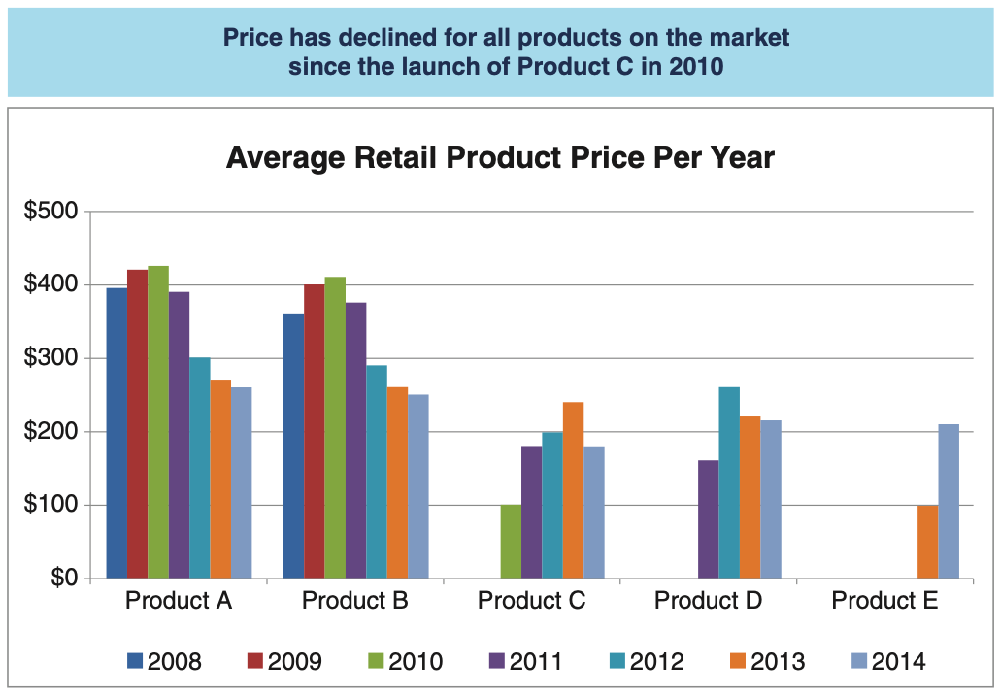 Price has declined for all products on the market
since the launch of Product C in 2010
Average Retail Product Price Per Year
$500
$400
$300
$200
$100
$0
Product A Product B Product C Product D Product E
2008 2009 2010 2011 2012 2013 2014